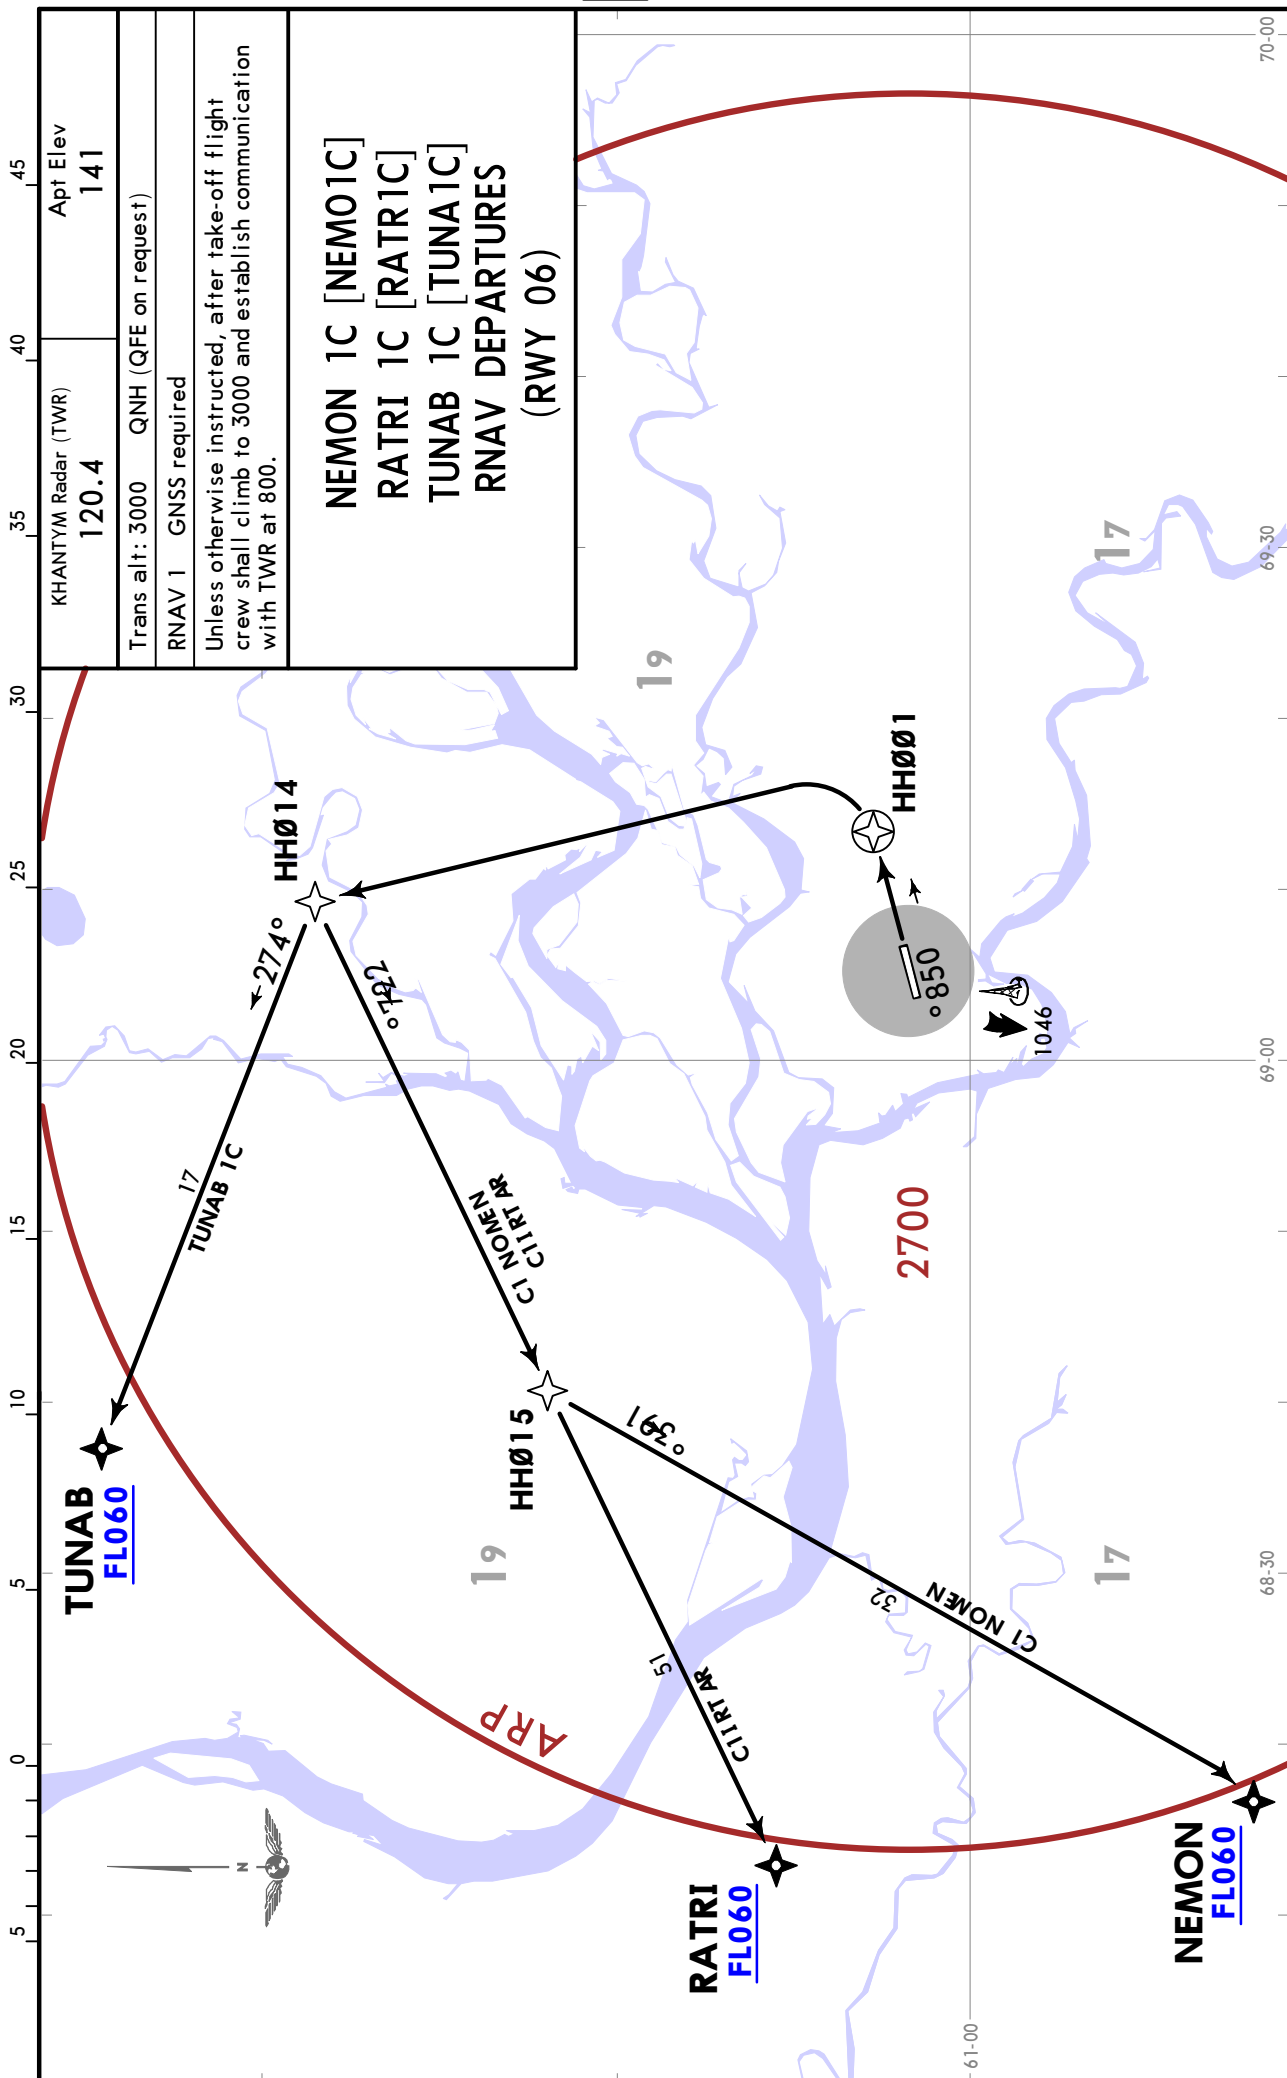 KHANTYM Radar (TWR)
120.4
Apt Elev
141
Trans alt: 3000 QNH (QFE on request)
RNAV 1 GNSS required
Unless otherwise instructed, after take-off flight
crew shall climb to 3000 and establish communication
with TWR at 800.
NEMON 1C [NEMO1C]
RATRI 1C [RATR1C]
TUNAB 1C [TUNA1C]
RNAV DEPARTURES
(RWY 06)
5
0
5
10
15
20
25
30
35
40
45
TUNAB
FL060
17
TUNAB 1C
274°
HHØ14
C1 NOMEN
C1IRT AR
HHØ15
19
19
ARP
51
C1IRT AR
32
C1 NOMEN
RATRI
FL060
NEMON
FL060
2700
HHØØ1
850°
1046
17
17
N
61-00
68-30
69-00
69-30
70-00